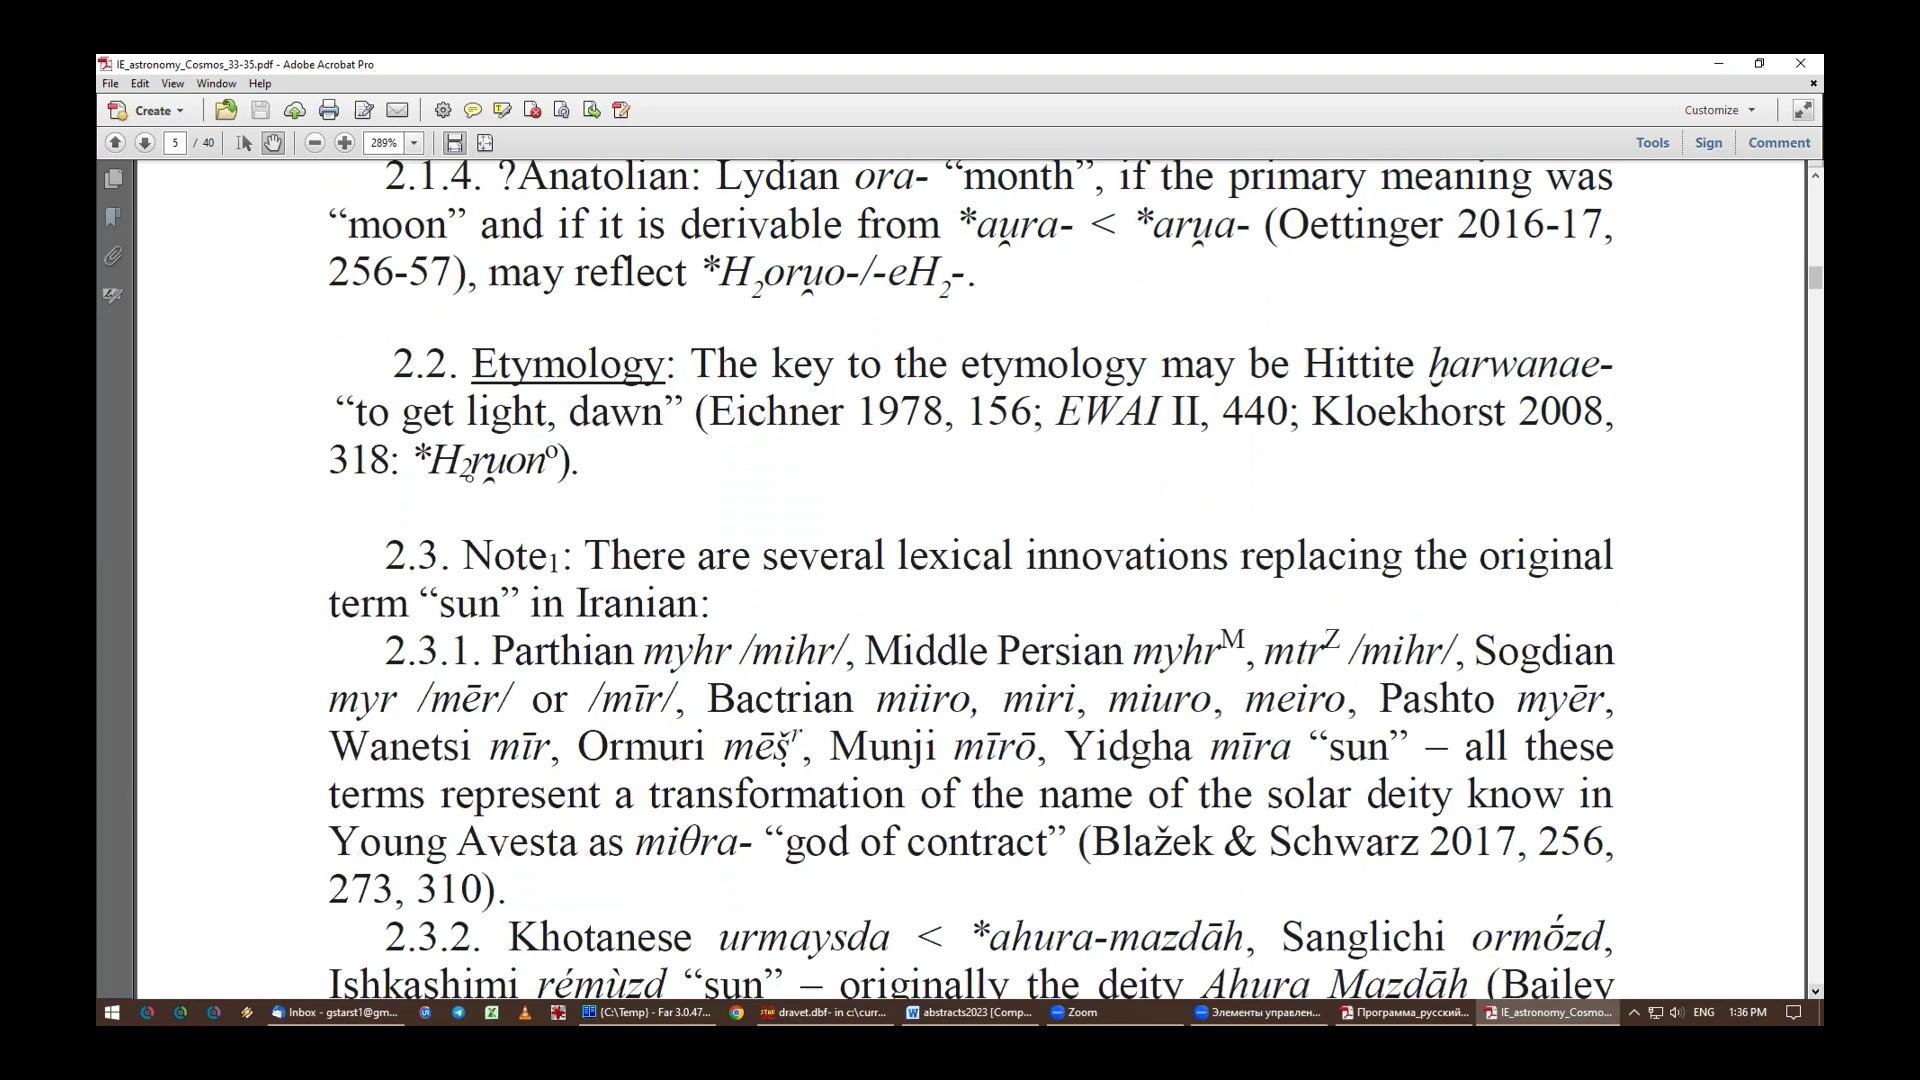 IE_astronomy_Cosmos_33-35.pdf - Adobe Acrobat Pro
File Edit View Window Help
Create Customize
5 / 40 289% Tools Sign Comment
2.1.4. ?Anatolian: Lydian ora- “month”, if the primary meaning was
“moon” and if it is derivable from *au̯ra- < *aru̯a- (Oettinger 2016-17,
256-57), may reflect *H₂oru̯o-/-eH₂-.
2.2. Etymology: The key to the etymology may be Hittite ḫarwanae-
“to get light, dawn” (Eichner 1978, 156; EWAI II, 440; Kloekhorst 2008,
318: *H₂r̥u̯onº).
2.3. Note₁: There are several lexical innovations replacing the original
term “sun” in Iranian:
2.3.1. Parthian myhr /mihr/, Middle Persian myhrᴹ, mtrᶻ /mihr/, Sogdian
myr /mēr/ or /mīr/, Bactrian miiro, miri, miuro, meiro, Pashto myēr,
Wanetsi mīr, Ormuri mēṣ̌ʳ, Munji mīrō, Yidgha mīra “sun” – all these
terms represent a transformation of the name of the solar deity know in
Young Avesta as miθra- “god of contract” (Blažek & Schwarz 2017, 256,
273, 310).
2.3.2. Khotanese urmaysda < *ahura-mazdāh, Sanglichi ormṓzd,
Ishkashimi rémùzd “sun” – originally the deity Ahura Mazdāh (Bailey
Inbox - gstarst1@gm... {C:\Temp} - Far 3.0.47... dravet.dbf- in c:\curr... abstracts2023 [Comp... Zoom Элементы управлен... Программа_русский... IE_astronomy_Cosmo... ENG 1:36 PM